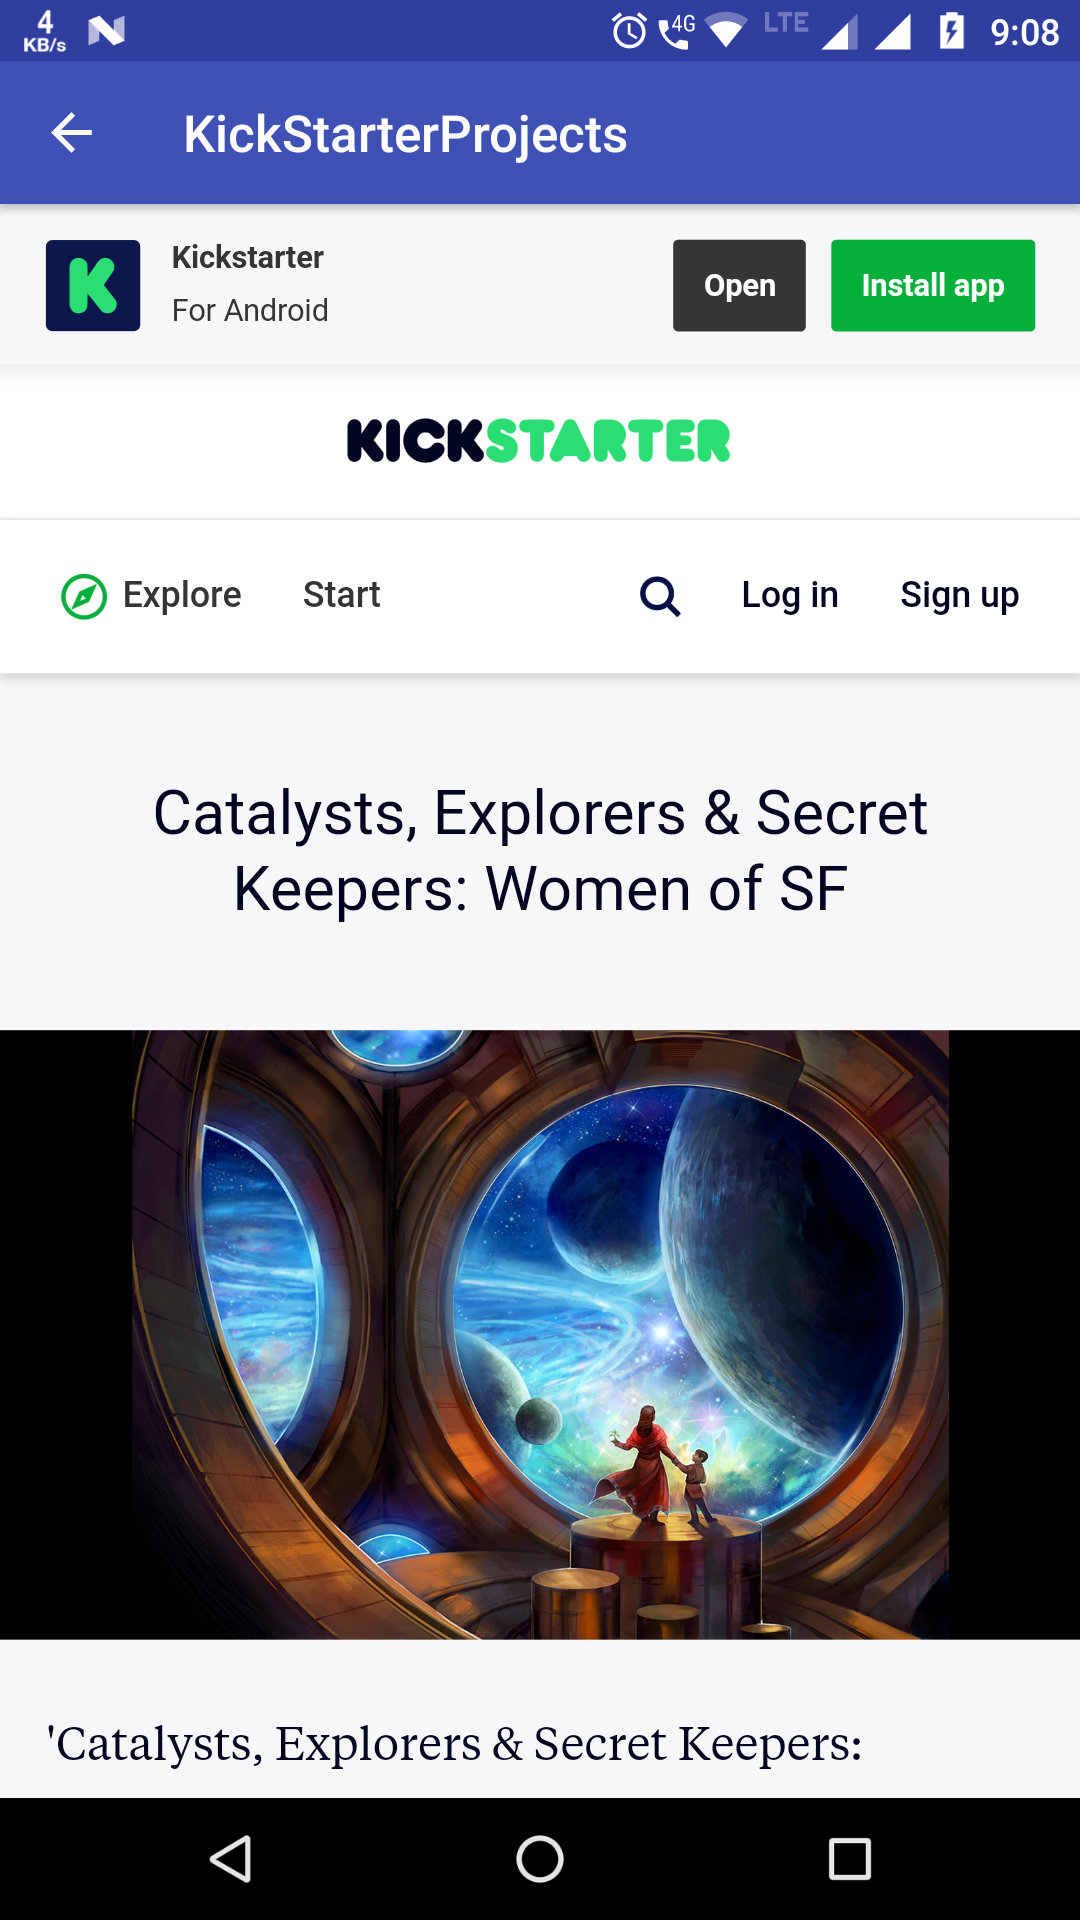 4
KB/s
4G
LTE
9:08
KickStarterProjects
K
Kickstarter
For Android
Open
Install app
KICKSTARTER
Explore
Start
Log in
Sign up
Catalysts, Explorers & Secret
Keepers: Women of SF
'Catalysts, Explorers & Secret Keepers: